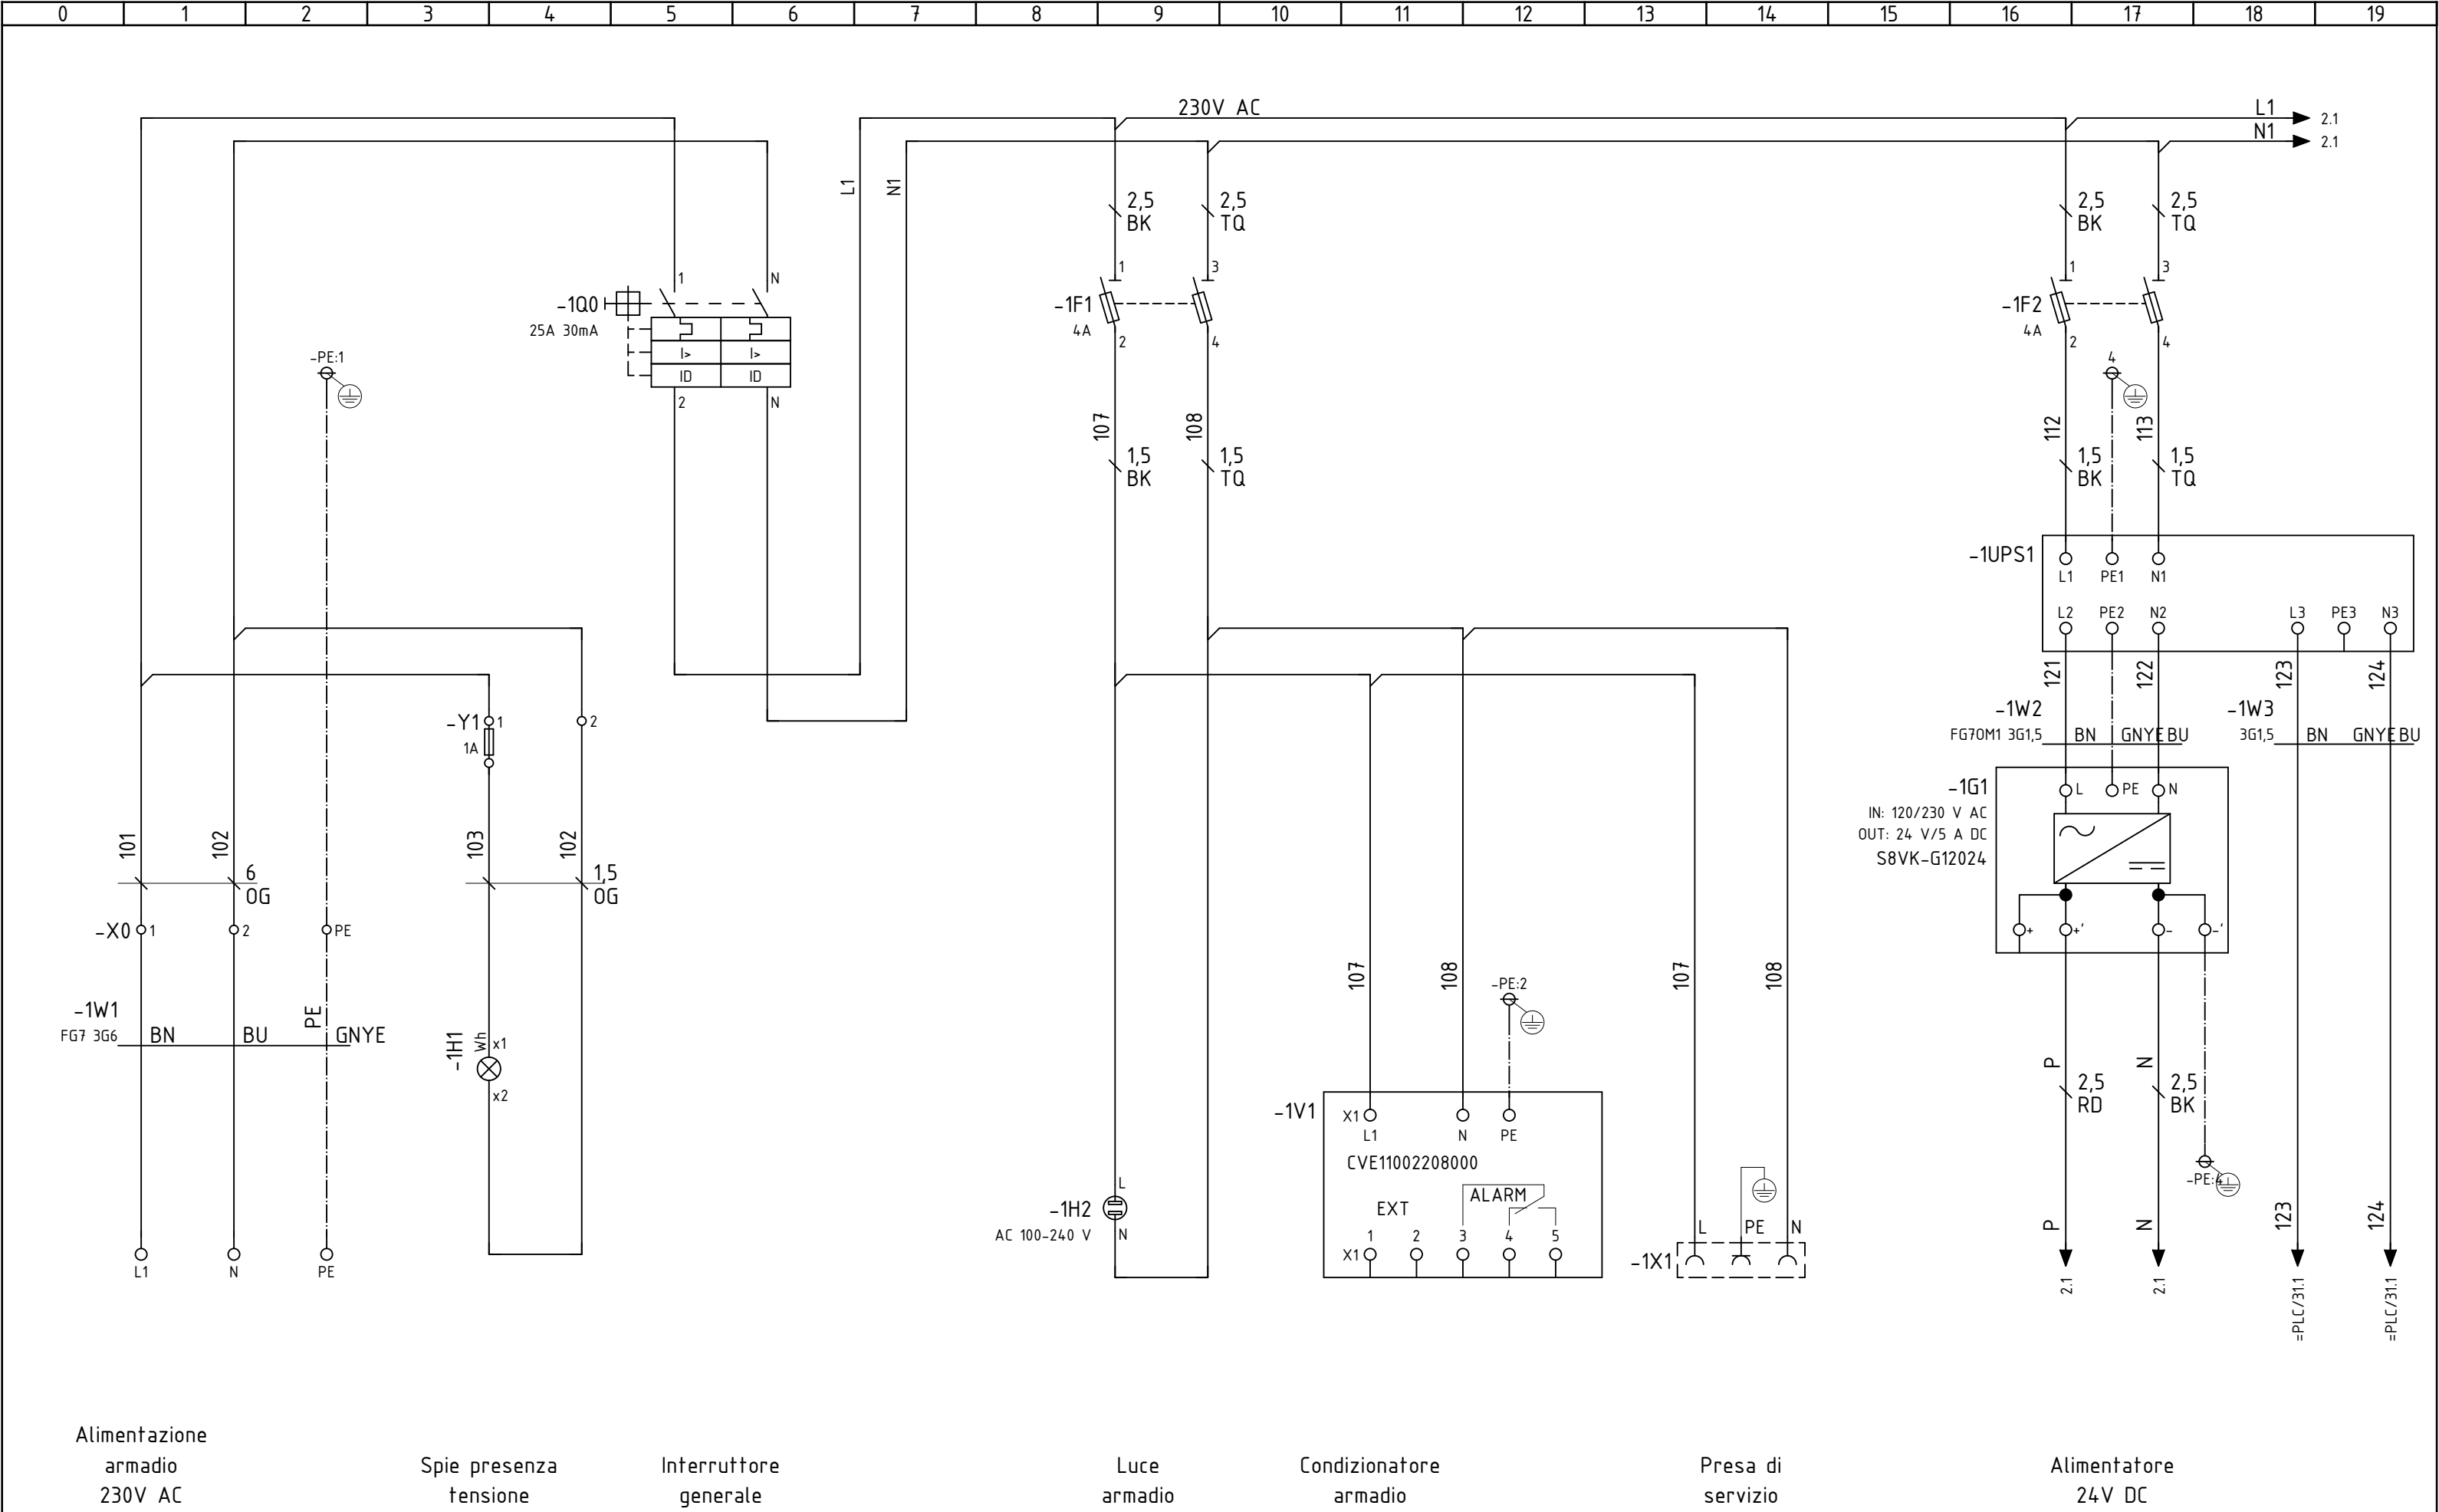 0 1 2 3 4 5 6 7 8 9 10 11 12 13 14 15 16 17 18 19
230V AC
L1 2.1
N1 2.1
L1 N1
2,5 2,5 2,5 2,5
BK TQ BK TQ
1 N 1 3 1 3
-1Q0 -1F1 -1F2
25A 30mA 4A 4A
2 4 2 4
I> I>
ID ID
2 N
-PE:1
4
107 108 112 113
1,5 1,5 1,5 1,5
BK TQ BK TQ
-1UPS1
L1 PE1 N1
L2 PE2 N2 L3 PE3 N3
121 122 123 124
-1W2 -1W3
FG7OM1 3G1,5 BN GNYE BU 3G1,5 BN GNYE BU
-Y1 1 2
1A
-1G1 L PE N
IN: 120/230 V AC
OUT: 24 V/5 A DC
S8VK-G12024
101 102 103 102
6 1,5
OG OG
-X0 1 2 PE
+ +' - -'
107 108 107 108
-PE:2
-1W1 PE
FG7 3G6 BN BU GNYE
-1H1 Wh x1
x2
P N
2,5 2,5
RD BK
-1V1 X1
L1 N PE
CVE11002208000
-PE:4
L
-1H2
AC 100-240 V N
EXT ALARM
1 2 3 4 5
X1
L PE N
-1X1
P N 123 124
L1 N PE
2.1 2.1 =PLC/31.1 =PLC/31.1
Alimentazione
armadio
230V AC
Spie presenza
tensione
Interruttore
generale
Luce
armadio
Condizionatore
armadio
Presa di
servizio
Alimentatore
24V DC